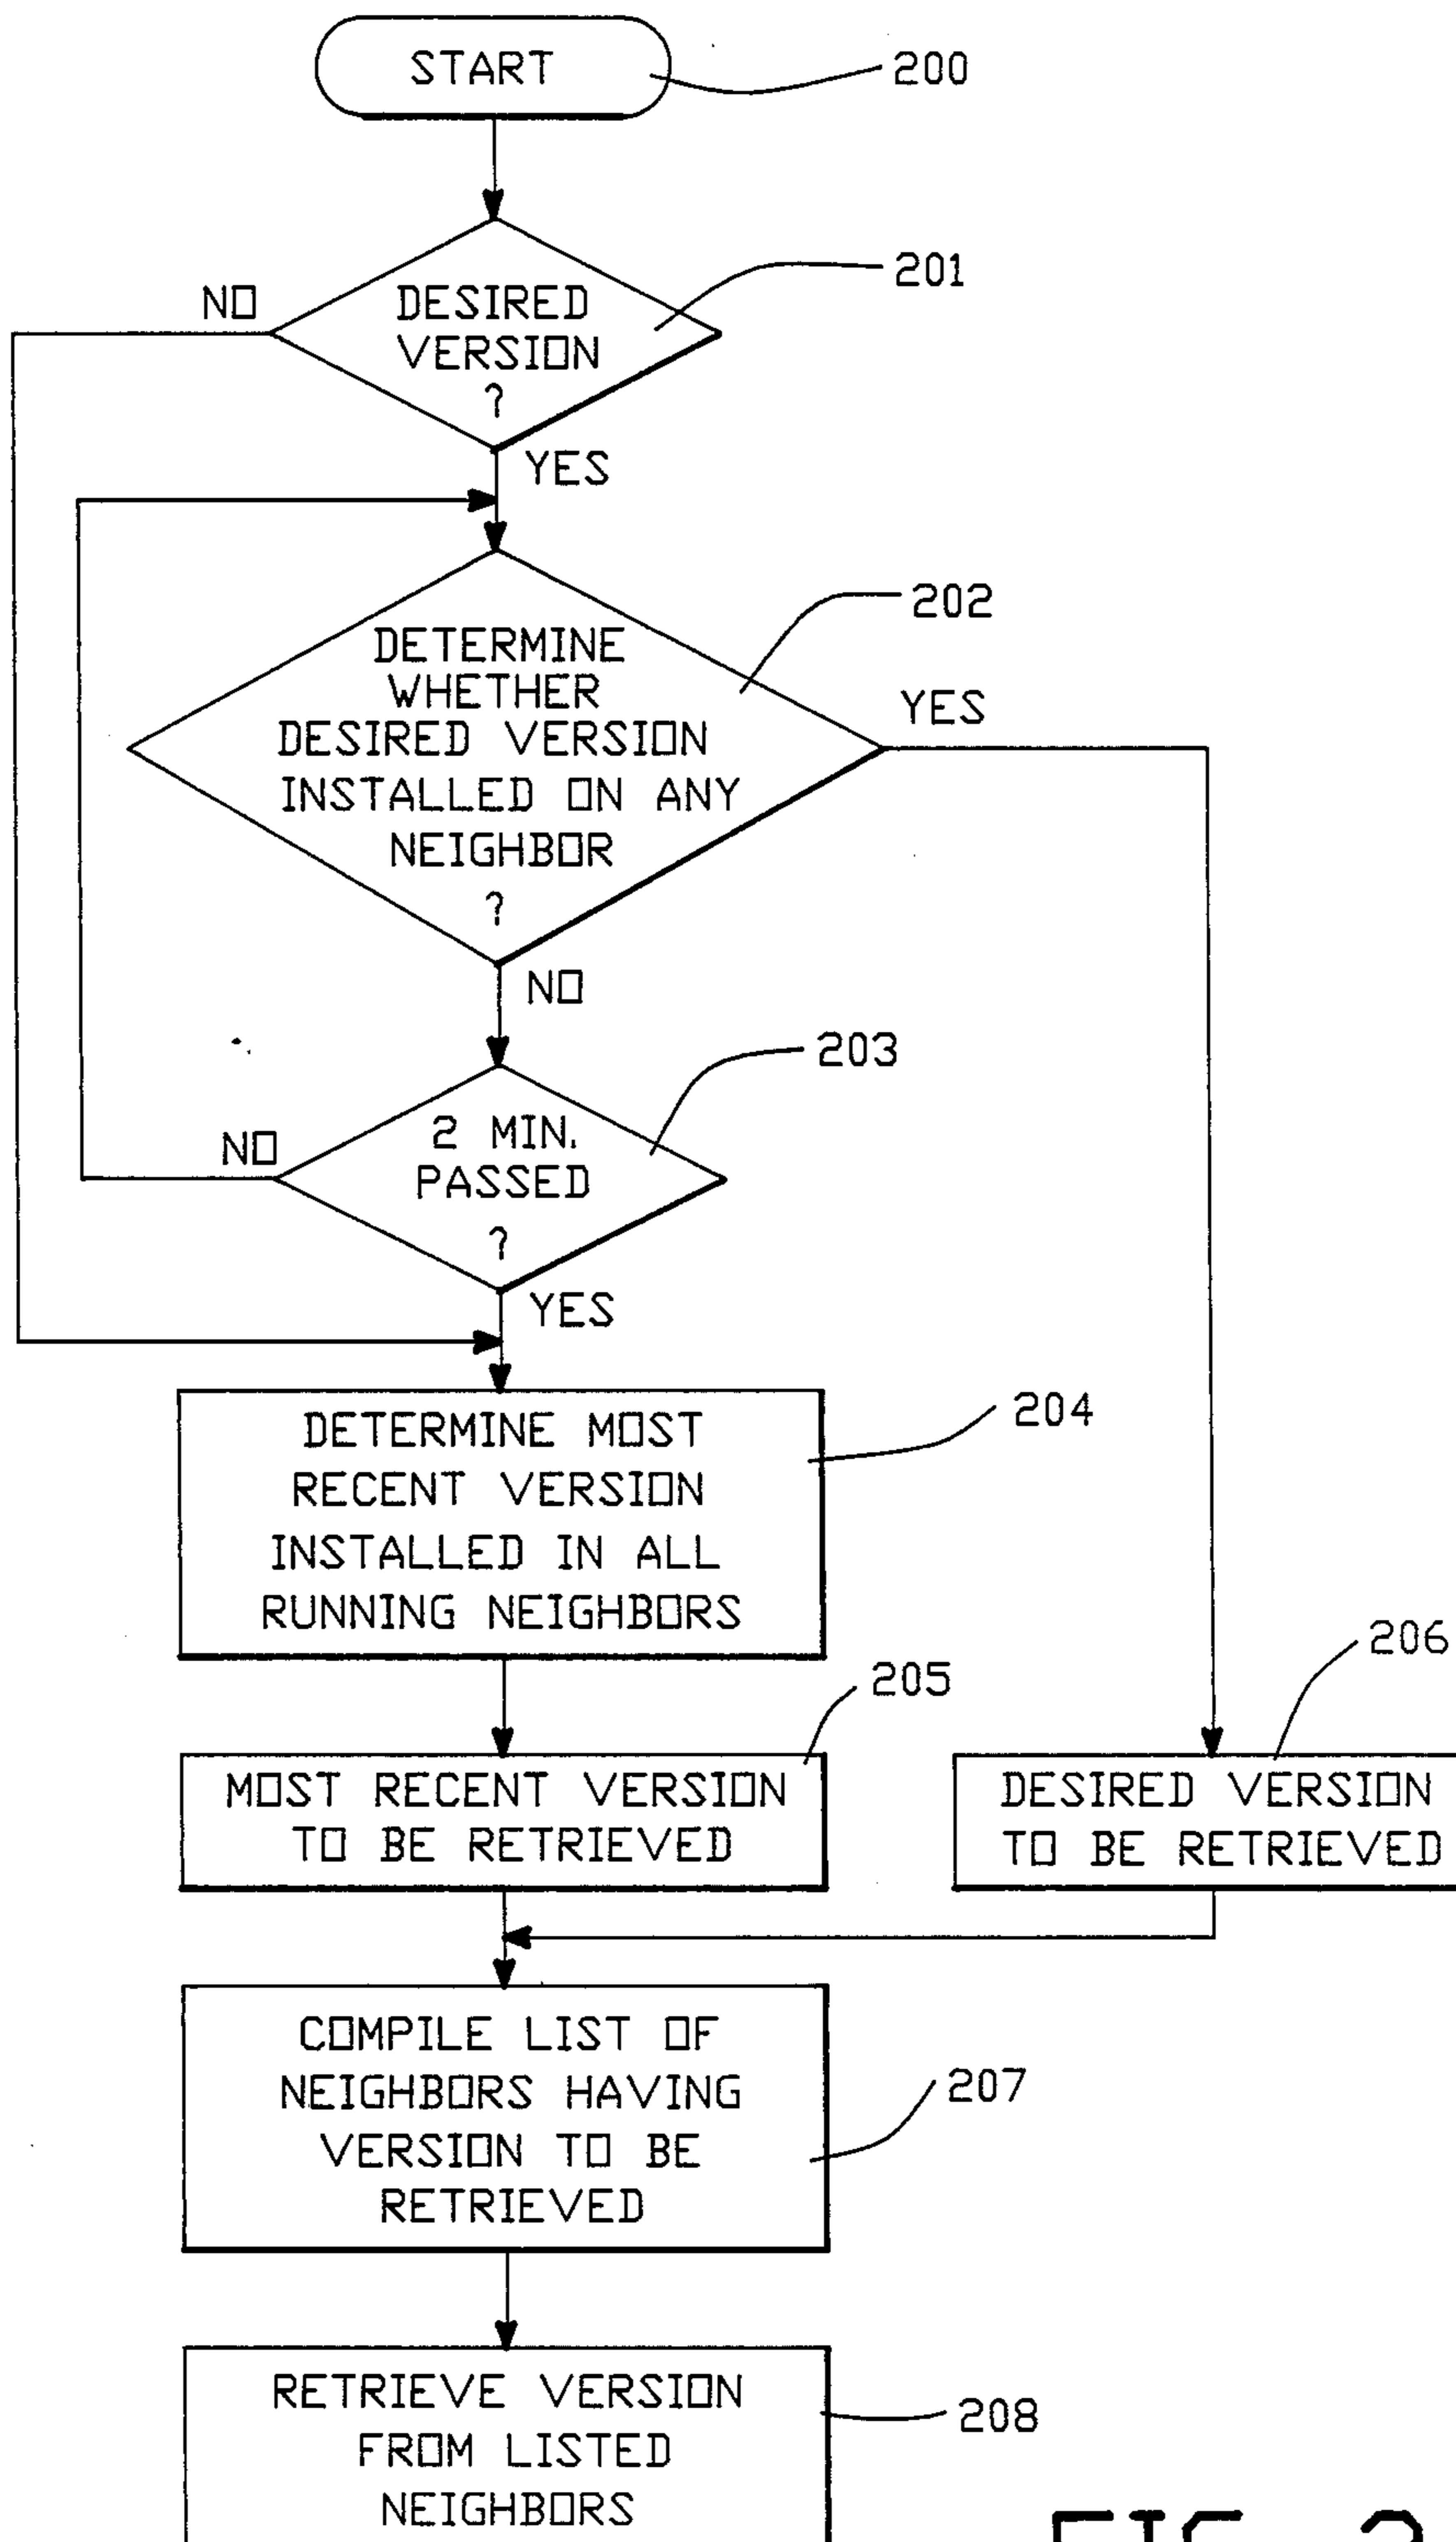 START
200
NO
DESIRED
VERSION
?
201
YES
DETERMINE
WHETHER
DESIRED VERSION
INSTALLED ON ANY
NEIGHBOR
?
202
YES
NO
203
NO
2 MIN.
PASSED
?
YES
DETERMINE MOST
RECENT VERSION
INSTALLED IN ALL
RUNNING NEIGHBORS
204
205
206
MOST RECENT VERSION
TO BE RETRIEVED
DESIRED VERSION
TO BE RETRIEVED
COMPILE LIST OF
NEIGHBORS HAVING
VERSION TO BE
RETRIEVED
207
RETRIEVE VERSION
FROM LISTED
NEIGHBORS
208